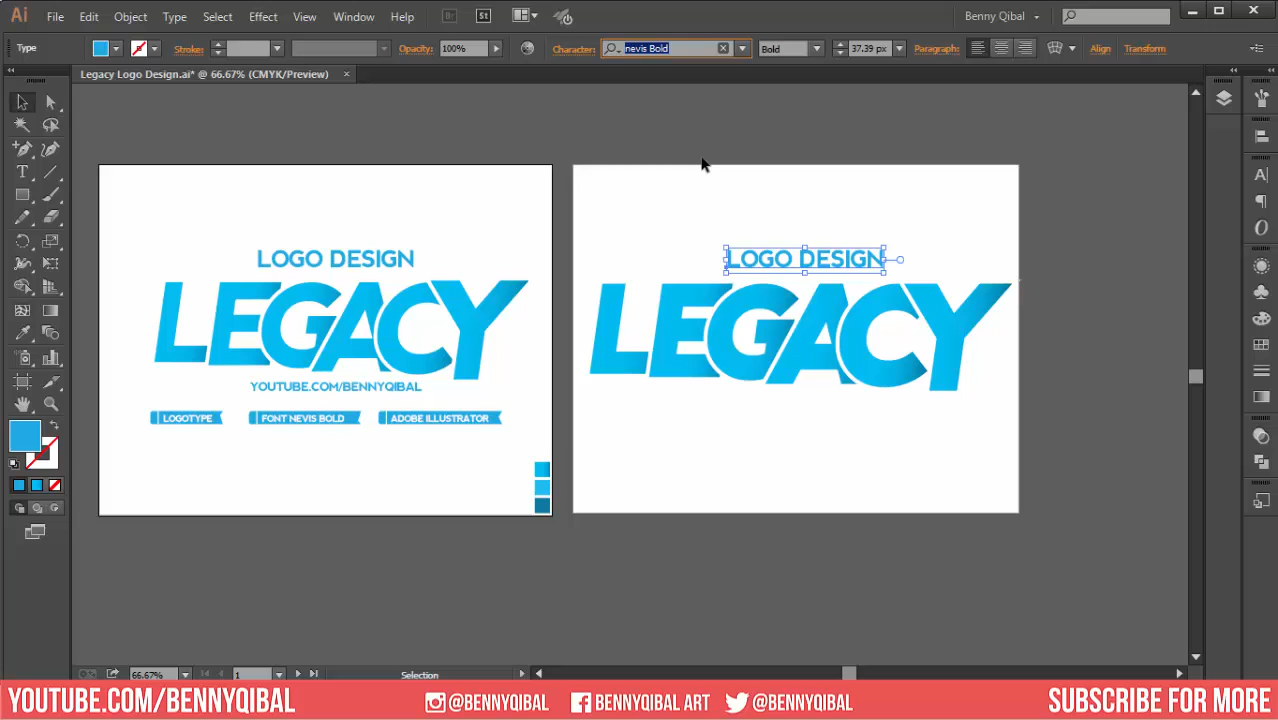 Ai File Edit Object Type Select Effect View Window Help Br St Benny Qibal
Type Stroke: Opacity: 100% Character: nevis Bold Bold 37.39 px Paragraph: Align Transform
Legacy Logo Design.ai* @ 66.67% (CMYK/Preview) ×
LOGO DESIGN
LEGACY
YOUTUBE.COM/BENNYQIBAL
LOGOTYPE
FONT NEVIS BOLD
ADOBE ILLUSTRATOR
LOGO DESIGN
LEGACY
66.67% 1 Selection
YOUTUBE.COM/BENNYQIBAL @BENNYQIBAL BENNYQIBAL ART @BENNYQIBAL SUBSCRIBE FOR MORE